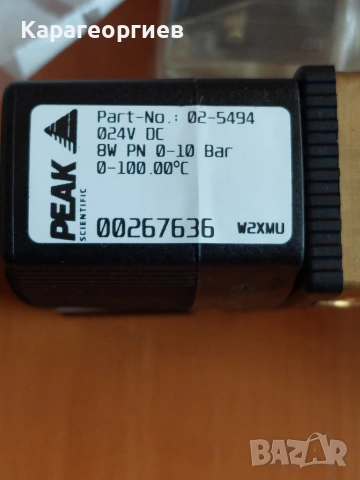 Карагеоргиев
PEAK
SCIENTIFIC
Part-No.: 02-5494
024V DC
8W PN 0-10 Bar
0-100.00°C
00267636 W2XMU
BAZAR